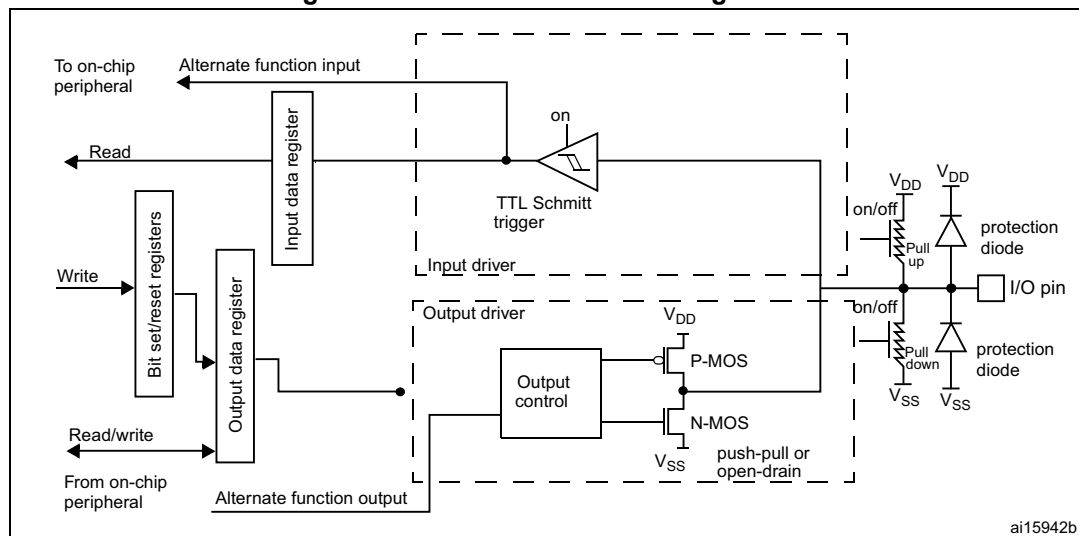 To on-chip
peripheral
Alternate function input
on
Read
Input data register
TTL Schmitt
trigger
Input driver
Write
Bit set/reset registers
Output data register
Read/write
From on-chip
peripheral
Alternate function output
Output driver
Output
control
VDD
P-MOS
N-MOS
VSS
push-pull or
open-drain
VDD
VDD
on/off
Pull
up
protection
diode
I/O pin
on/off
Pull
down
protection
diode
VSS
VSS
ai15942b